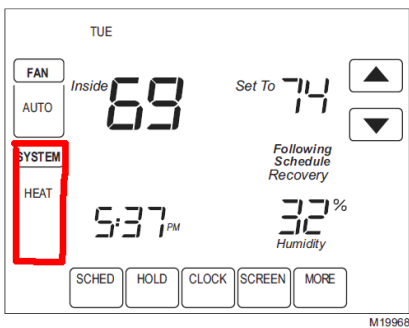 TUE
FAN
AUTO
Inside 69
Set To 74
SYSTEM
HEAT
Following
Schedule
Recovery
5:37 PM
32 %
Humidity
SCHED HOLD CLOCK SCREEN MORE
M19968